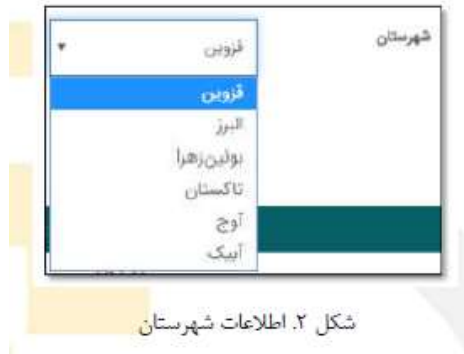 شهرستان
قزوین
قزوین
البرز
بوئین‌زهرا
تاکستان
آوج
آبیک
شکل ۲. اطلاعات شهرستان